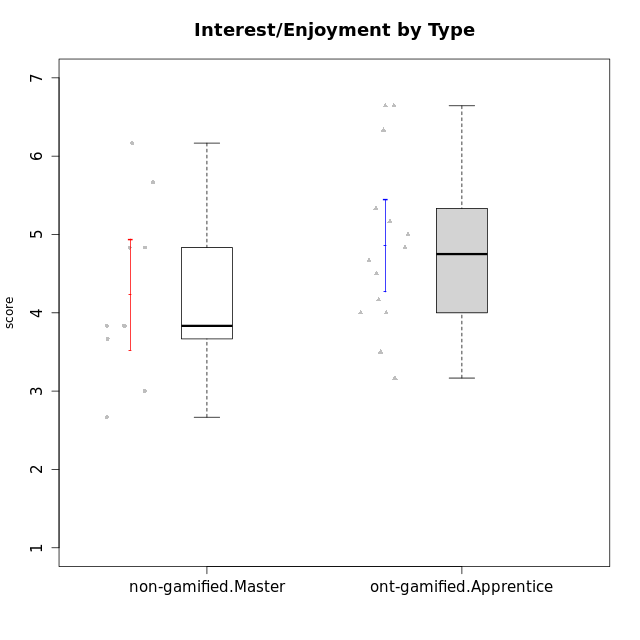 Interest/Enjoyment by Type
7
6
5
4
3
2
1
score
non-gamified.Master
ont-gamified.Apprentice